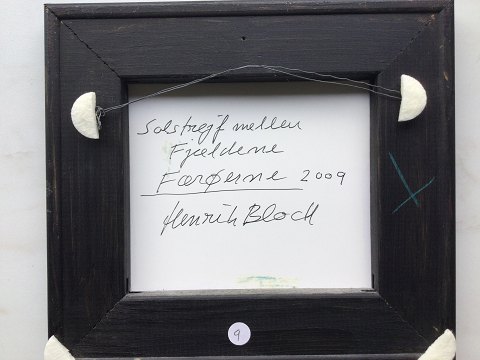 Solstrejf mellem
Fjeldene
Færøerne 2009
Henrik Bloch
9